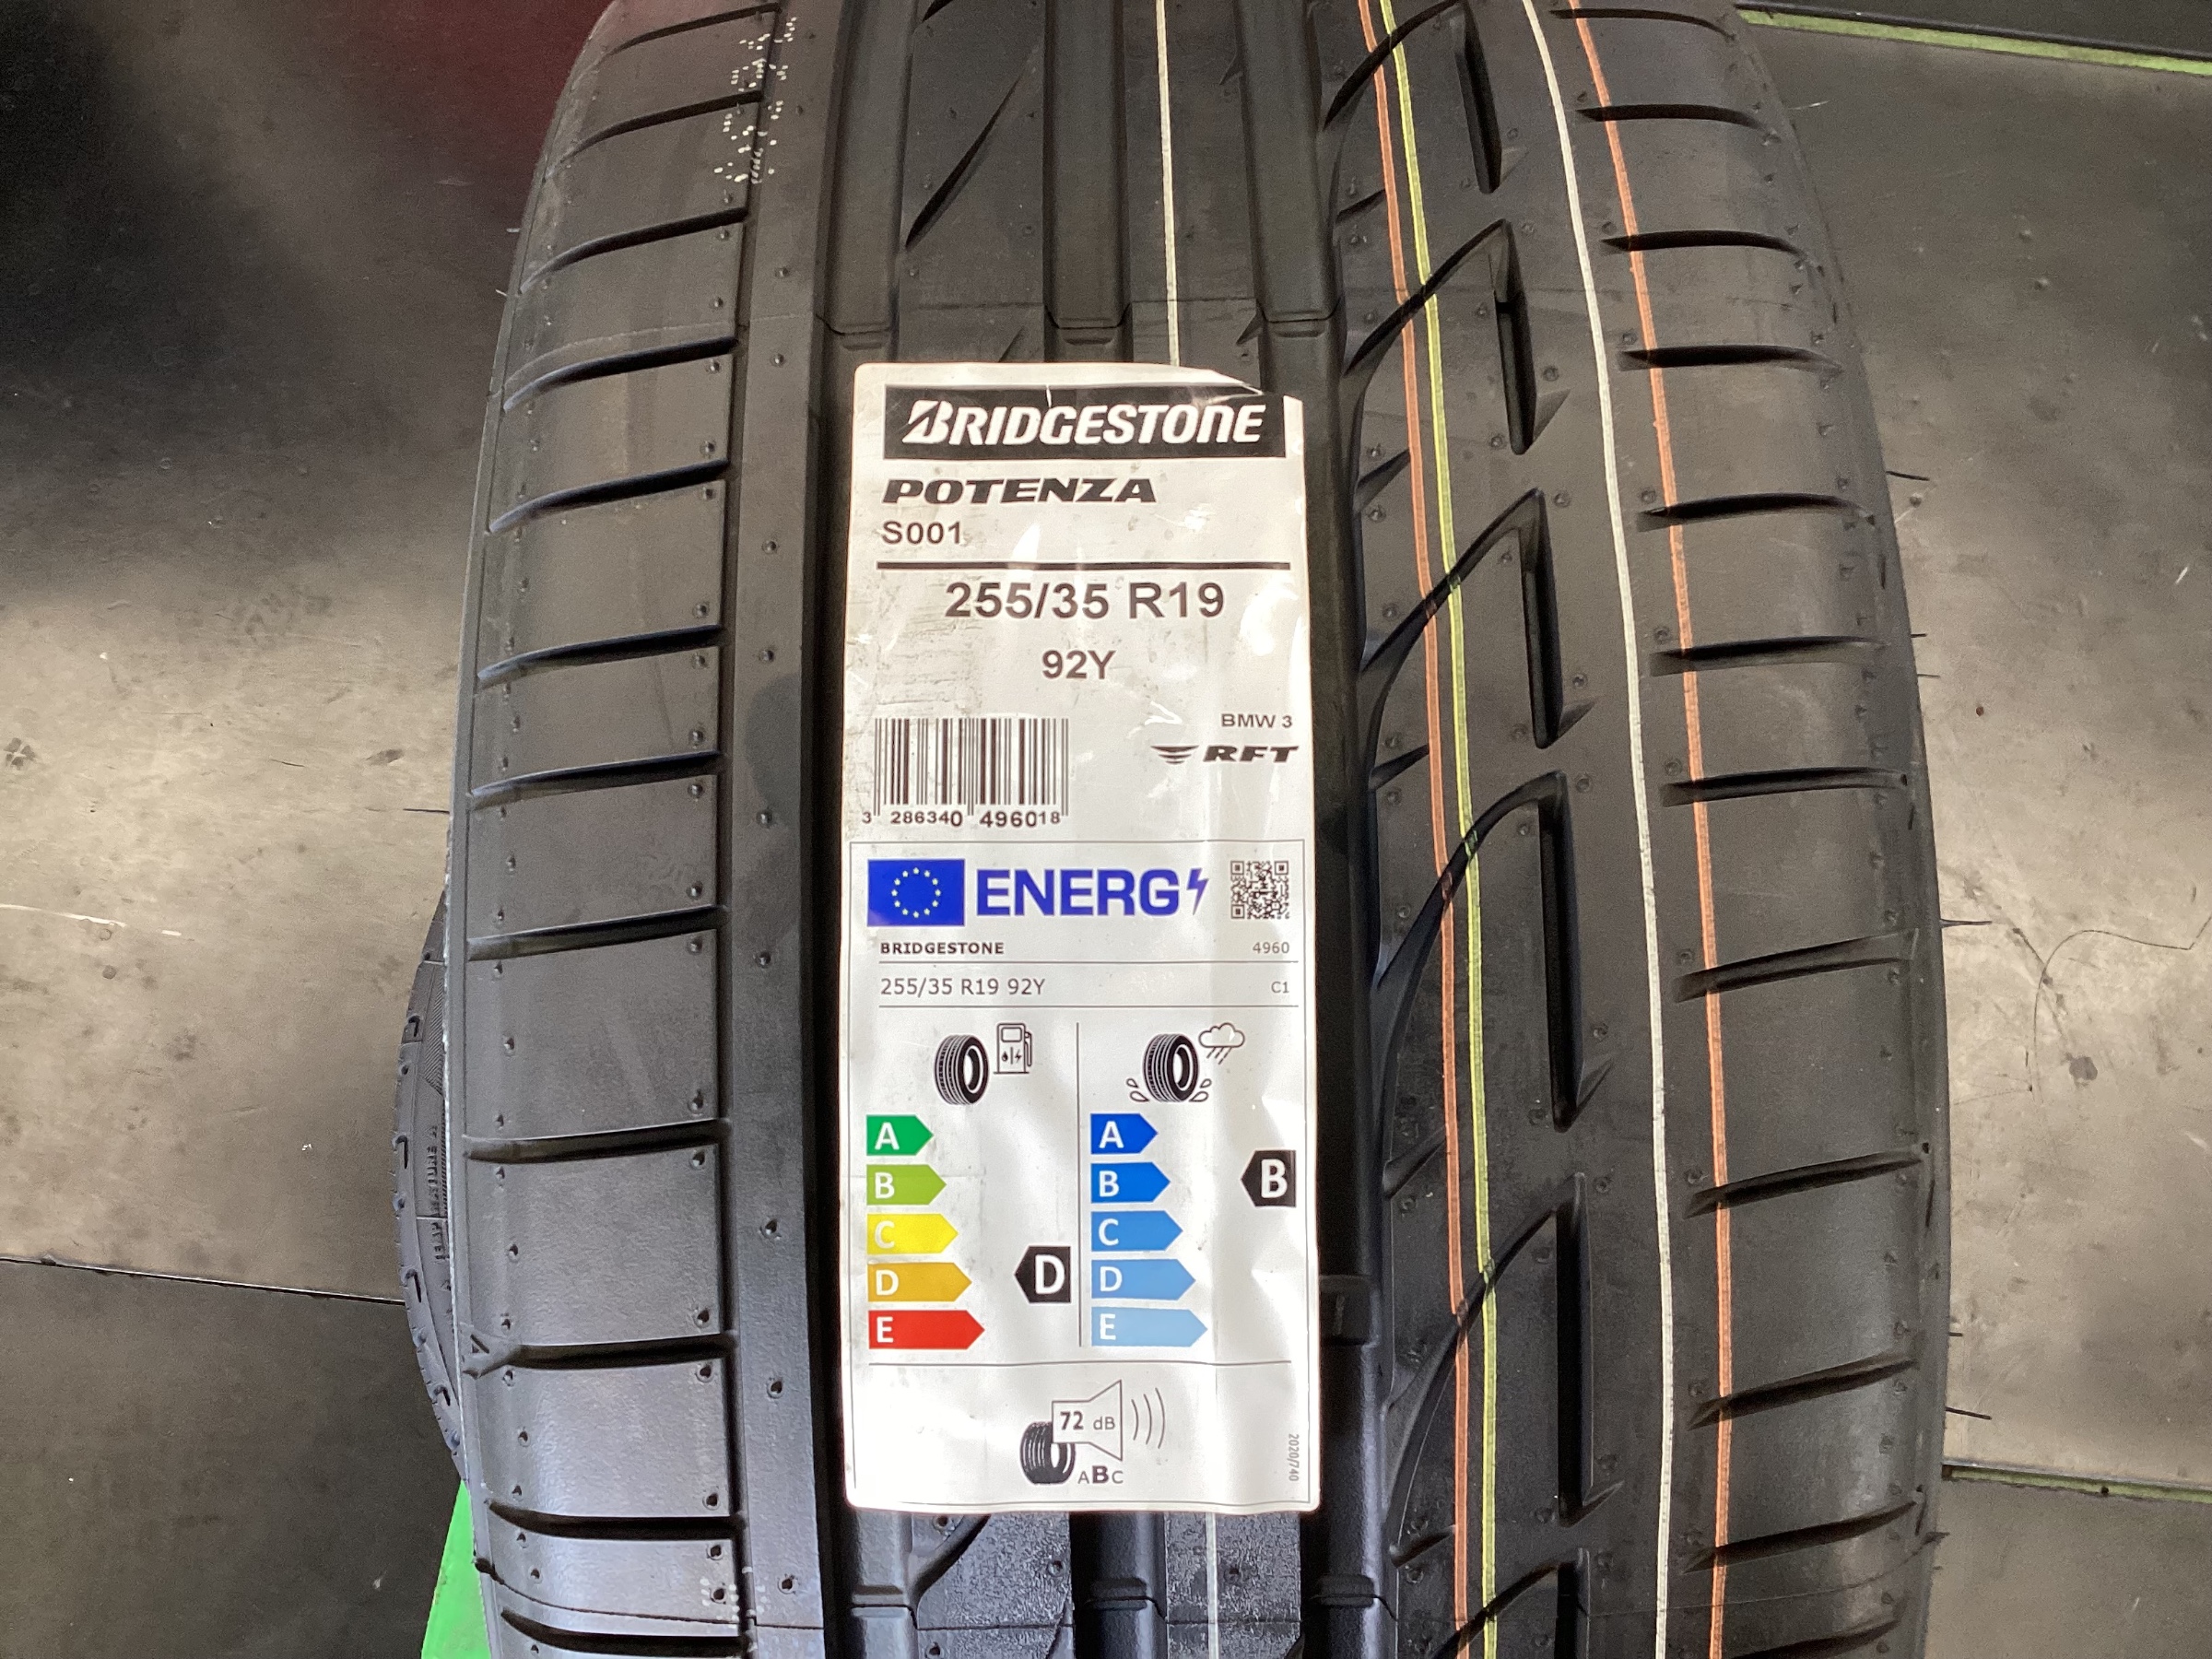 BRIDGESTONE
POTENZA
S001
255/35 R19
92Y
BMW 3
RFT
3 286340 496018
ENERG
BRIDGESTONE 4960
255/35 R19 92Y C1
A A
B B B
C C
D D D
E E
72 dB
ABC
2020/740